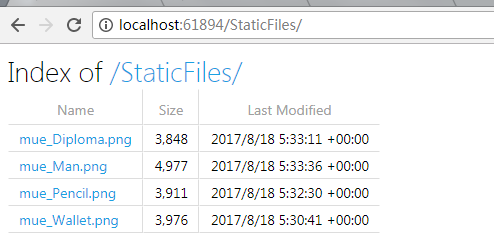 localhost:61894/StaticFiles/
Index of /StaticFiles/
Name Size Last Modified
mue_Diploma.png 3,848 2017/8/18 5:33:11 +00:00
mue_Man.png 4,977 2017/8/18 5:33:36 +00:00
mue_Pencil.png 3,911 2017/8/18 5:32:30 +00:00
mue_Wallet.png 3,976 2017/8/18 5:30:41 +00:00